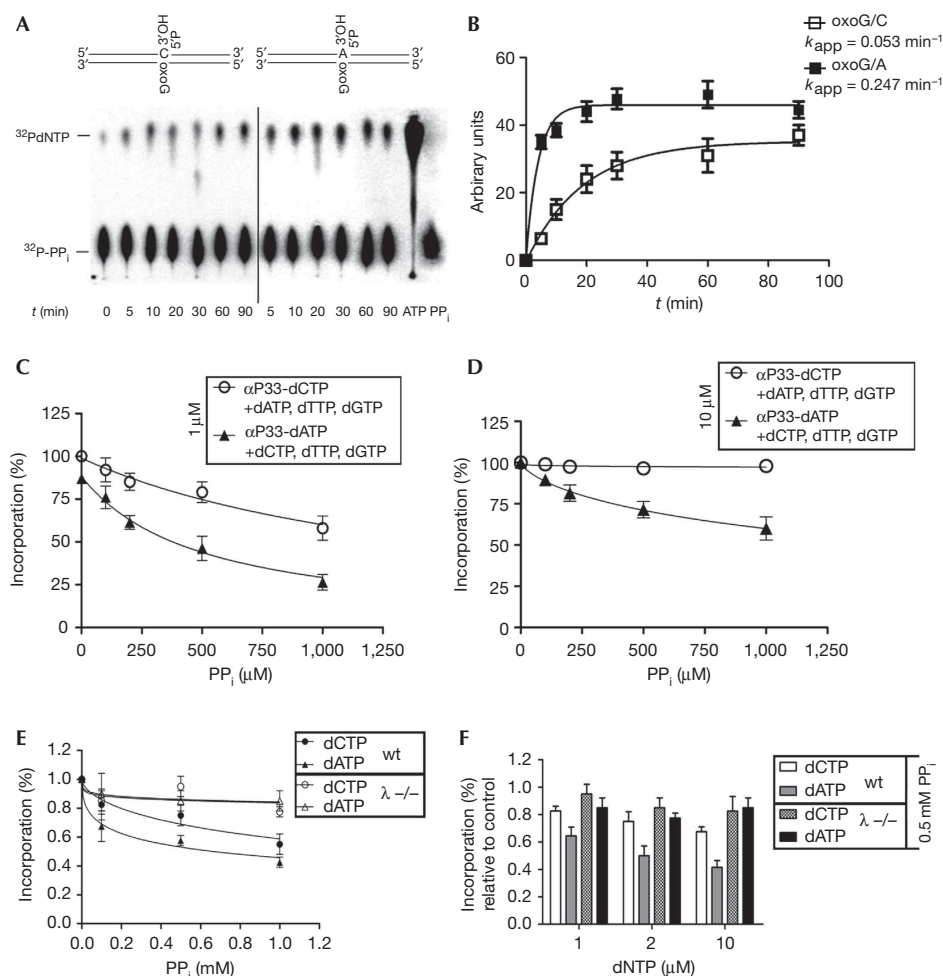 A
3′OH
5′P
5′ C 3′
3′ oxoG 5′
3′OH
5′P
5′ A 3′
3′ oxoG 5′
³²PdNTP
³²P-PPᵢ
t (min) 0 5 10 20 30 60 90 5 10 20 30 60 90 ATP PPᵢ
B
oxoG/C
kapp = 0.053 min⁻¹
oxoG/A
kapp = 0.247 min⁻¹
60
40
20
0
Arbirary units
0 20 40 60 80 100
t (min)
C
1 μM
αP33-dCTP
+dATP, dTTP, dGTP
αP33-dATP
+dCTP, dTTP, dGTP
125
100
75
50
25
0
Incorporation (%)
0 250 500 750 1,000 1,250
PPᵢ (μM)
D
10 μM
αP33-dCTP
+dATP, dTTP, dGTP
αP33-dATP
+dCTP, dTTP, dGTP
125
100
75
50
25
0
Incorporation (%)
0 250 500 750 1,000 1,250
PPᵢ (μM)
E
dCTP wt
dATP
dCTP λ −/−
dATP
1.2
1.0
0.8
0.6
0.4
0.2
0.0
Incorporation (%)
0.0 0.2 0.4 0.6 0.8 1.0 1.2
PPᵢ (mM)
F
dCTP wt
dATP
dCTP λ −/−
dATP
0.5 mM PPᵢ
1.2
1.0
0.8
0.6
0.4
0.2
0.0
Incorporation (%)
relative to control
1 2 10
dNTP (μM)